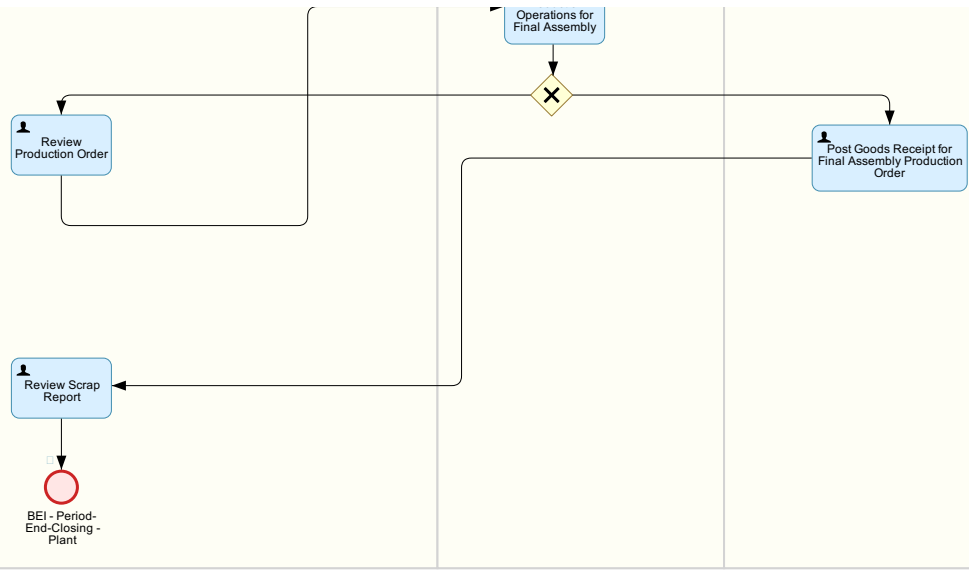 Operations for
Final Assembly
Review
Production Order
Post Goods Receipt for
Final Assembly Production
Order
Review Scrap
Report
BEI - Period-
End-Closing -
Plant